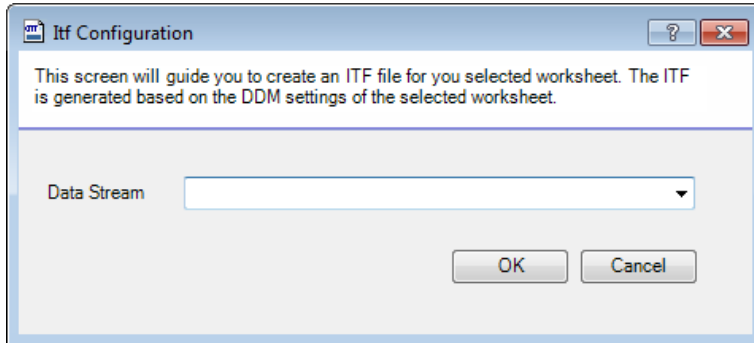 Itf Configuration
This screen will guide you to create an ITF file for you selected worksheet. The ITF
is generated based on the DDM settings of the selected worksheet.
Data Stream
OK Cancel